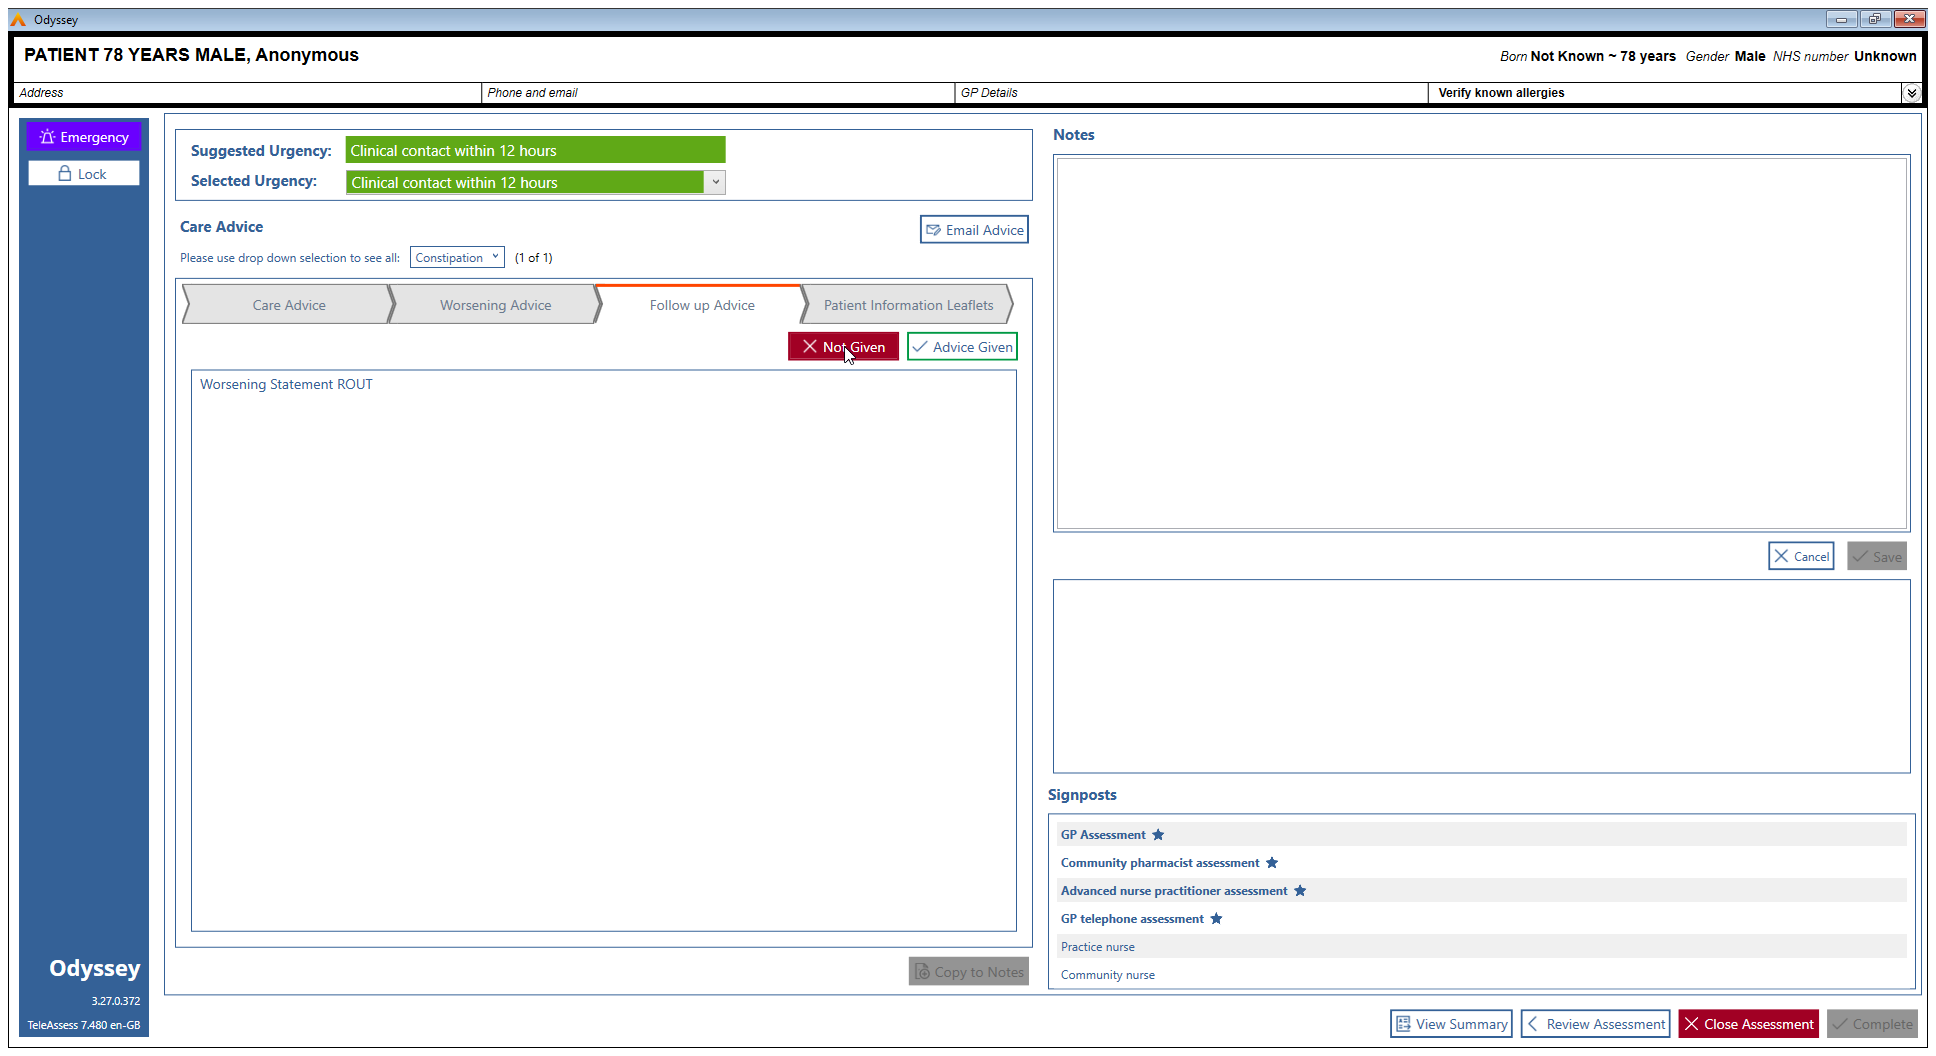 Odyssey
PATIENT 78 YEARS MALE, Anonymous
Born Not Known ~ 78 years Gender Male NHS number Unknown
Address
Phone and email
GP Details
Verify known allergies
Emergency
Lock
Suggested Urgency: Clinical contact within 12 hours
Selected Urgency: Clinical contact within 12 hours
Care Advice
Email Advice
Please use drop down selection to see all: Constipation (1 of 1)
Care Advice
Worsening Advice
Follow up Advice
Patient Information Leaflets
Not Given
Advice Given
Worsening Statement ROUT
Copy to Notes
Notes
Cancel
Save
Signposts
GP Assessment
Community pharmacist assessment
Advanced nurse practitioner assessment
GP telephone assessment
Practice nurse
Community nurse
Odyssey
3.27.0.372
TeleAssess 7.480 en-GB
View Summary
Review Assessment
Close Assessment
Complete